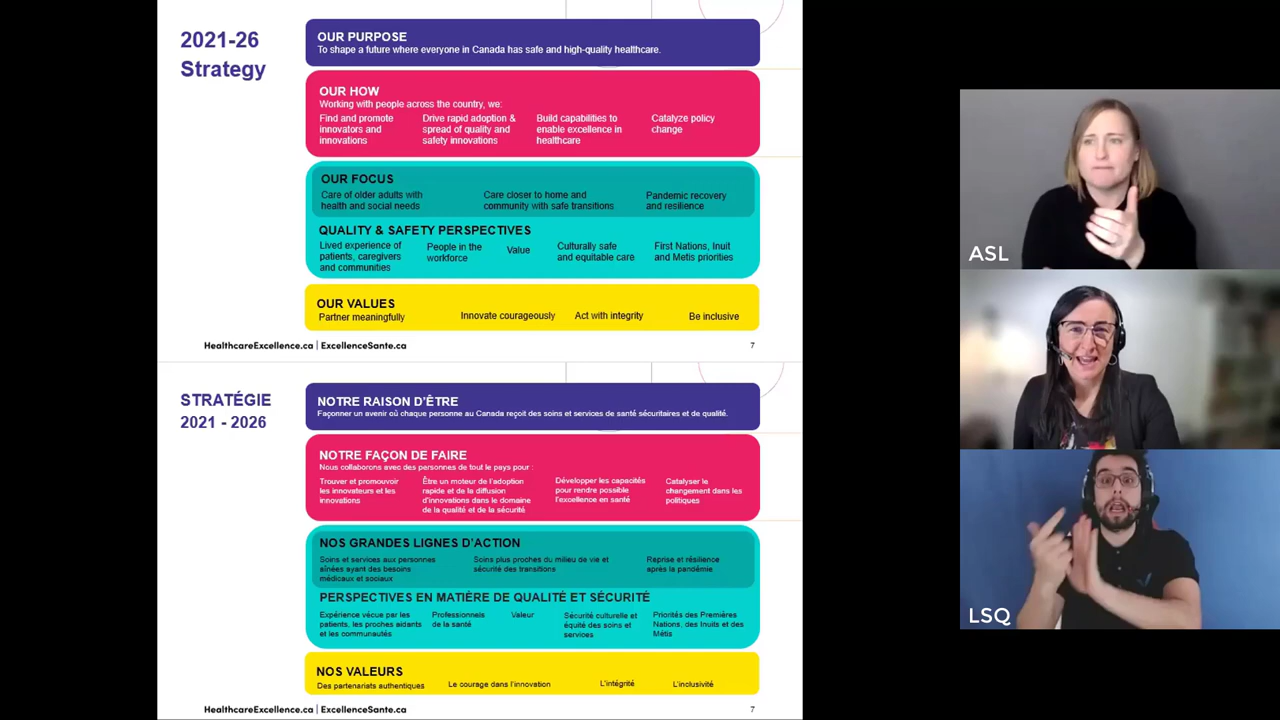 2021-26
Strategy
OUR PURPOSE
To shape a future where everyone in Canada has safe and high-quality healthcare.
OUR HOW
Working with people across the country, we:
Find and promote
innovators and
innovations
Drive rapid adoption &
spread of quality and
safety innovations
Build capabilities to
enable excellence in
healthcare
Catalyze policy
change
OUR FOCUS
Care of older adults with
health and social needs
Care closer to home and
community with safe transitions
Pandemic recovery
and resilience
QUALITY & SAFETY PERSPECTIVES
Lived experience of
patients, caregivers
and communities
People in the
workforce
Value
Culturally safe
and equitable care
First Nations, Inuit
and Metis priorities
OUR VALUES
Partner meaningfully
Innovate courageously
Act with integrity
Be inclusive
HealthcareExcellence.ca | ExcellenceSante.ca
7
STRATÉGIE
2021 - 2026
NOTRE RAISON D'ÊTRE
Façonner un avenir où chaque personne au Canada reçoit des soins et services de santé sécuritaires et de qualité.
NOTRE FAÇON DE FAIRE
Nous collaborons avec des personnes de tout le pays pour :
Trouver et promouvoir
les innovateurs et les
innovations
Être un moteur de l'adoption
rapide et de la diffusion
d'innovations dans le domaine
de la qualité et de la sécurité
Développer les capacités
pour rendre possible
l'excellence en santé
Catalyser le
changement dans les
politiques
NOS GRANDES LIGNES D'ACTION
Soins et services aux personnes
aînées ayant des besoins
médicaux et sociaux
Soins plus proches du milieu de vie et
sécurité des transitions
Reprise et résilience
après la pandémie
PERSPECTIVES EN MATIÈRE DE QUALITÉ ET SÉCURITÉ
Expérience vécue par les
patients, les proches aidants
et les communautés
Professionnels
de la santé
Valeur
Sécurité culturelle et
équité des soins et
services
Priorités des Premières
Nations, des Inuits et des
Métis
NOS VALEURS
Des partenariats authentiques
Le courage dans l'innovation
L'intégrité
L'inclusivité
HealthcareExcellence.ca | ExcellenceSante.ca
7
ASL
LSQ